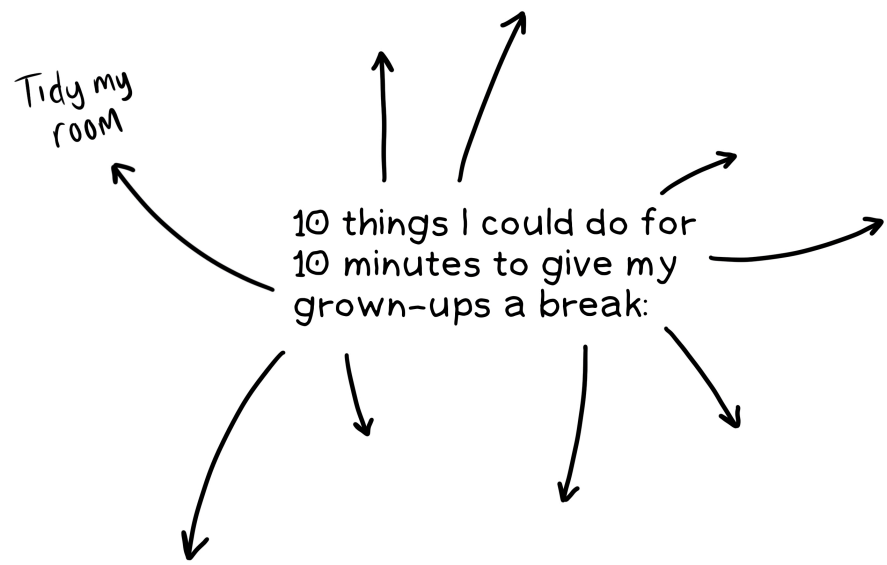 Tidy my
room
10 things I could do for
10 minutes to give my
grown-ups a break: